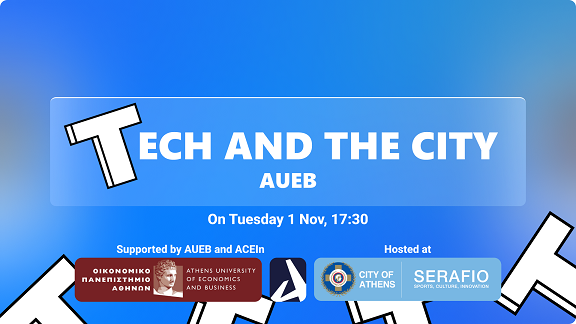 TECH AND THE CITY
AUEB
On Tuesday 1 Nov, 17:30
Supported by AUEB and ACEIn
ΟΙΚΟΝΟΜΙΚΟ
ΠΑΝΕΠΙΣΤΗΜΙΟ
ΑΘΗΝΩΝ
ATHENS UNIVERSITY
OF ECONOMICS
AND BUSINESS
Hosted at
CITY OF
ATHENS
SERAFIO
SPORTS, CULTURE, INNOVATION